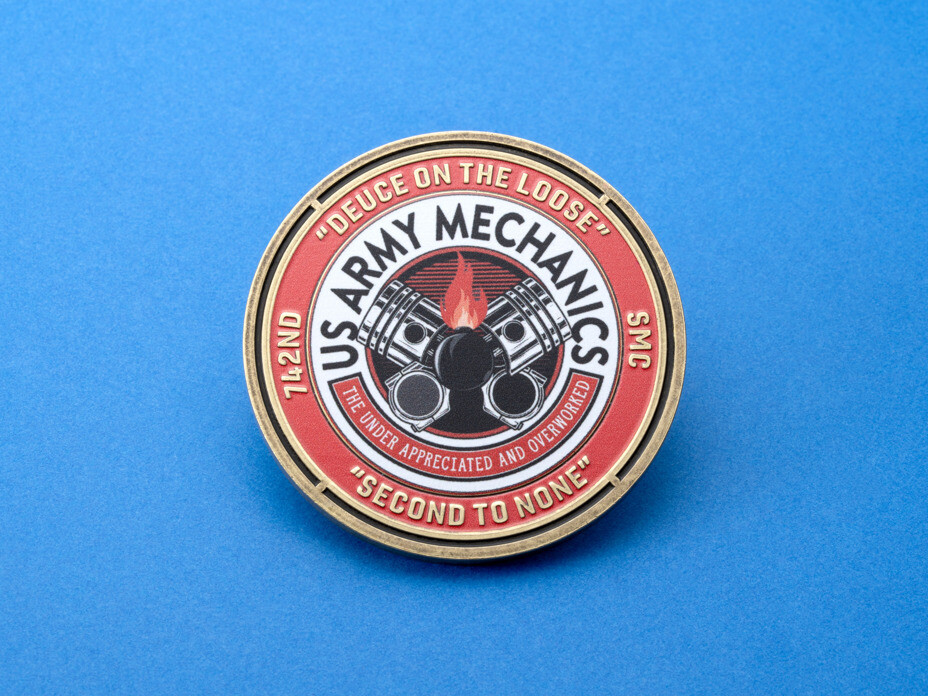 "DEUCE ON THE LOOSE"
US ARMY MECHANICS
742ND
SMC
THE UNDER APPRECIATED AND OVERWORKED
"SECOND TO NONE"